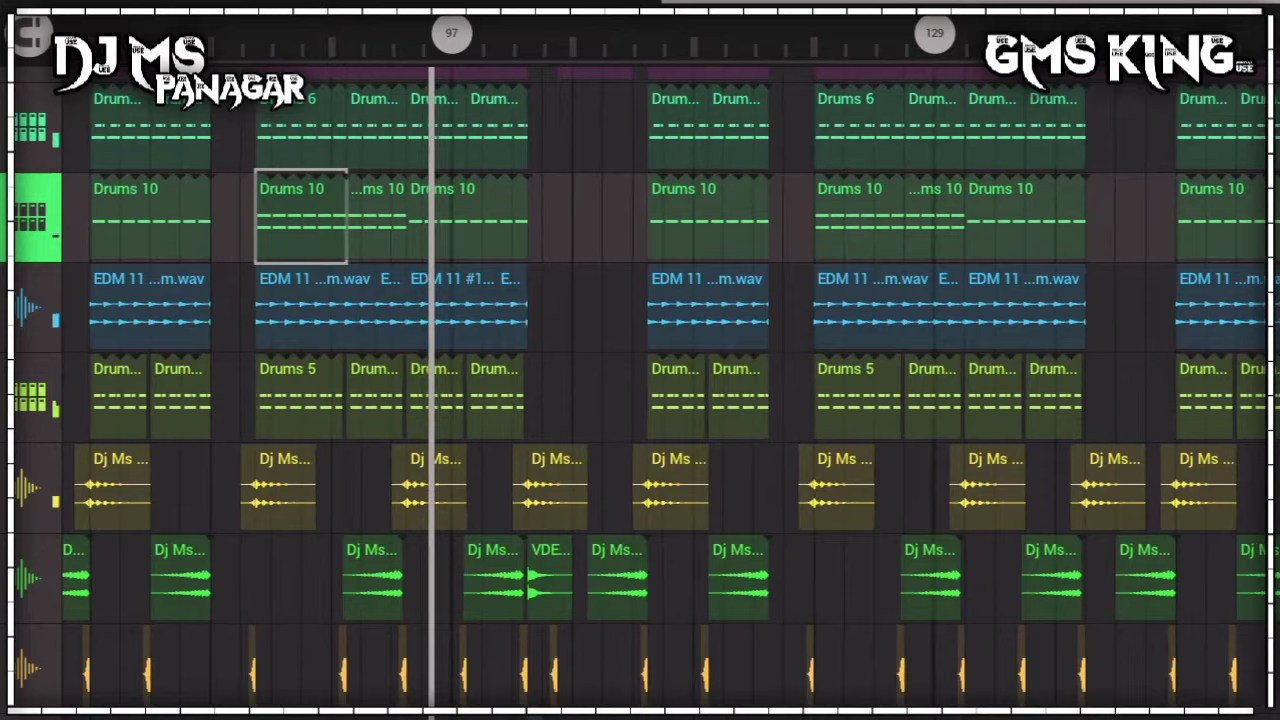 97 129
DJ MS
PANAGAR
GMS KING
Drum... Drums 6 Drum... Drum... Drum... Drum... Drum... Drums 6 Drum... Drum... Drum... Drum...
Drums 10 Drums 10 ...ms 10 Drums 10 Drums 10 Drums 10 ...ms 10 Drums 10 Drums 10
EDM 11 ...m.wav EDM 11 ...m.wav E... EDM 11 #1... E... EDM 11 ...m.wav EDM 11 ...m.wav E... EDM 11 ...m.wav EDM 11 ...m.
Drum... Drum... Drums 5 Drum... Drum... Drum... Drum... Drum... Drums 5 Drum... Drum... Drum... Drum...
Dj Ms ... Dj Ms... Dj Ms... Dj Ms... Dj Ms ... Dj Ms ... Dj Ms ... Dj Ms... Dj Ms ...
D... Dj Ms... Dj Ms... Dj Ms... VDE... Dj Ms... Dj Ms... Dj Ms... Dj Ms... Dj Ms... Dj Ms